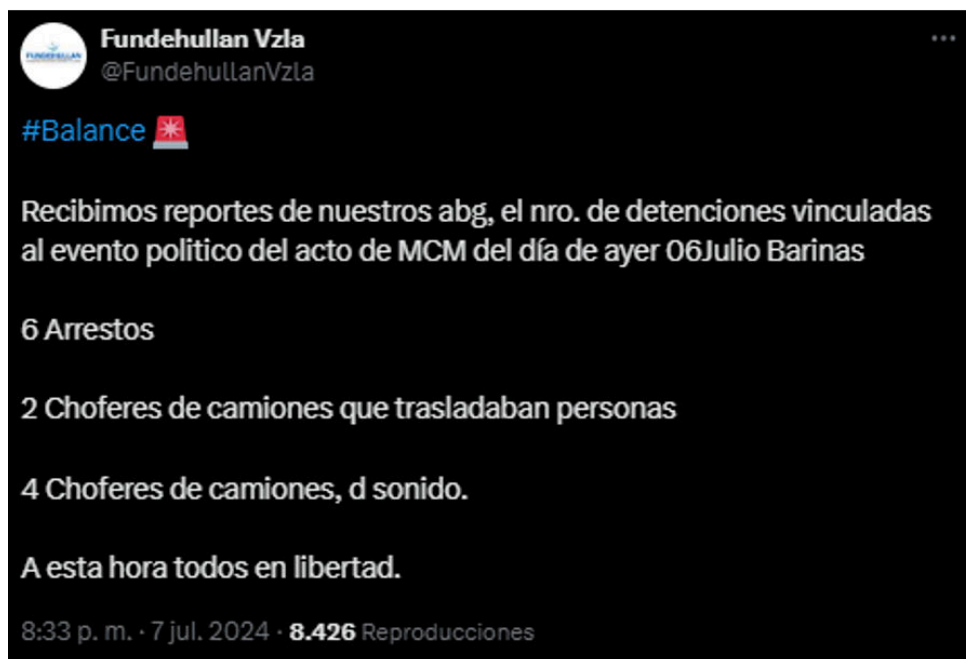 Fundehullan Vzla
@FundehullanVzla
#Balance 🚨
Recibimos reportes de nuestros abg, el nro. de detenciones vinculadas
al evento politico del acto de MCM del día de ayer 06Julio Barinas
6 Arrestos
2 Choferes de camiones que trasladaban personas
4 Choferes de camiones, d sonido.
A esta hora todos en libertad.
8:33 p. m. · 7 jul. 2024 · 8.426 Reproducciones